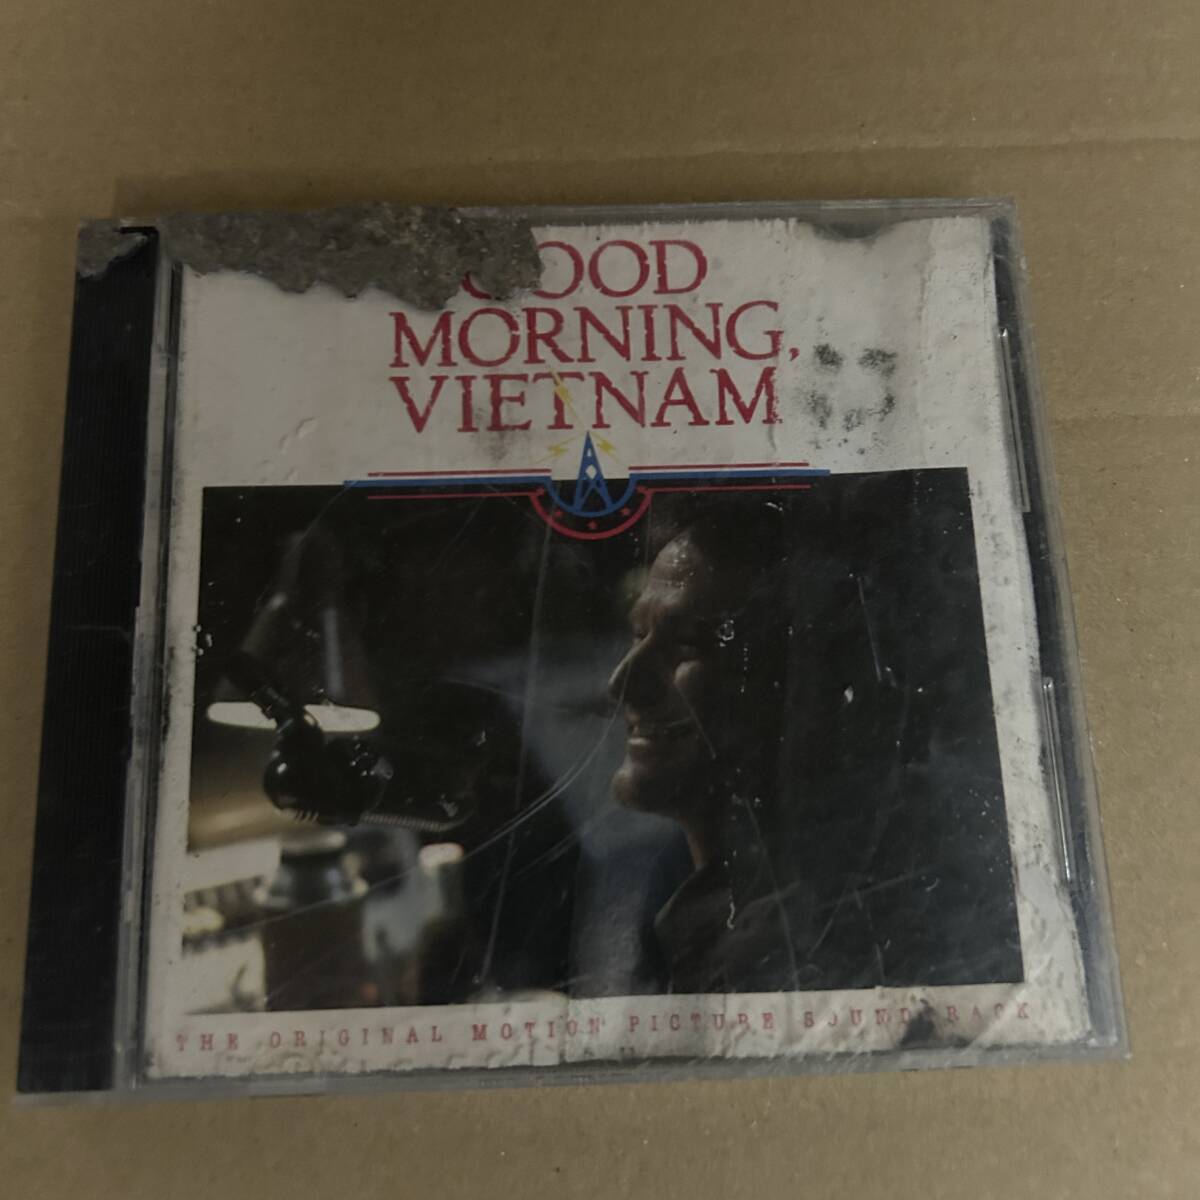 GOOD
MORNING,
VIETNAM
THE ORIGINAL MOTION PICTURE SOUNDTRACK